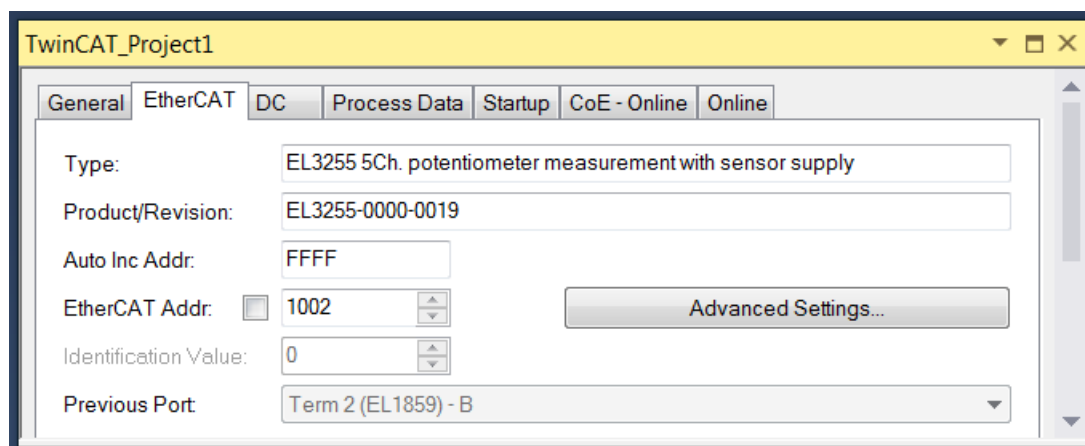 TwinCAT_Project1
General EtherCAT DC Process Data Startup CoE - Online Online
Type: EL3255 5Ch. potentiometer measurement with sensor supply
Product/Revision: EL3255-0000-0019
Auto Inc Addr: FFFF
EtherCAT Addr: 1002 Advanced Settings...
Identification Value: 0
Previous Port: Term 2 (EL1859) - B